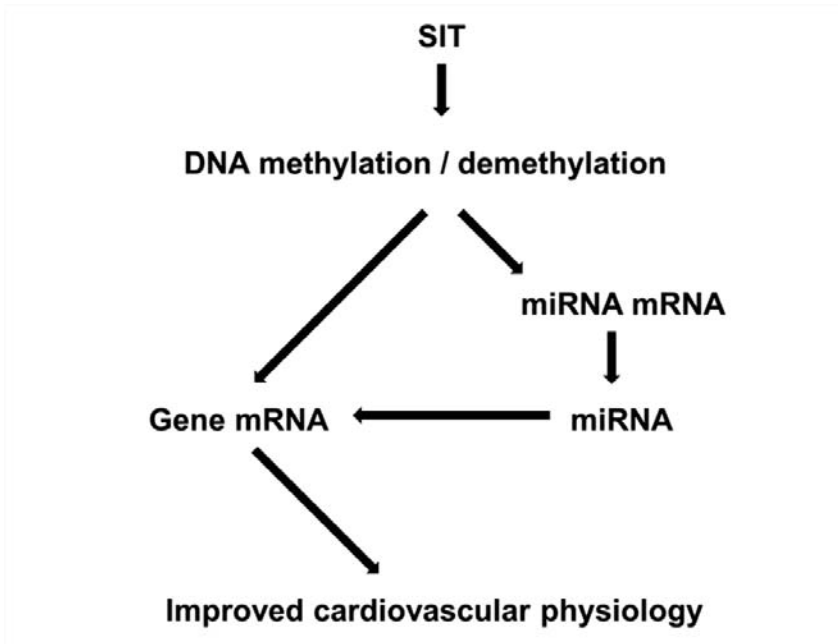 SIT
DNA methylation / demethylation
miRNA mRNA
Gene mRNA
miRNA
Improved cardiovascular physiology